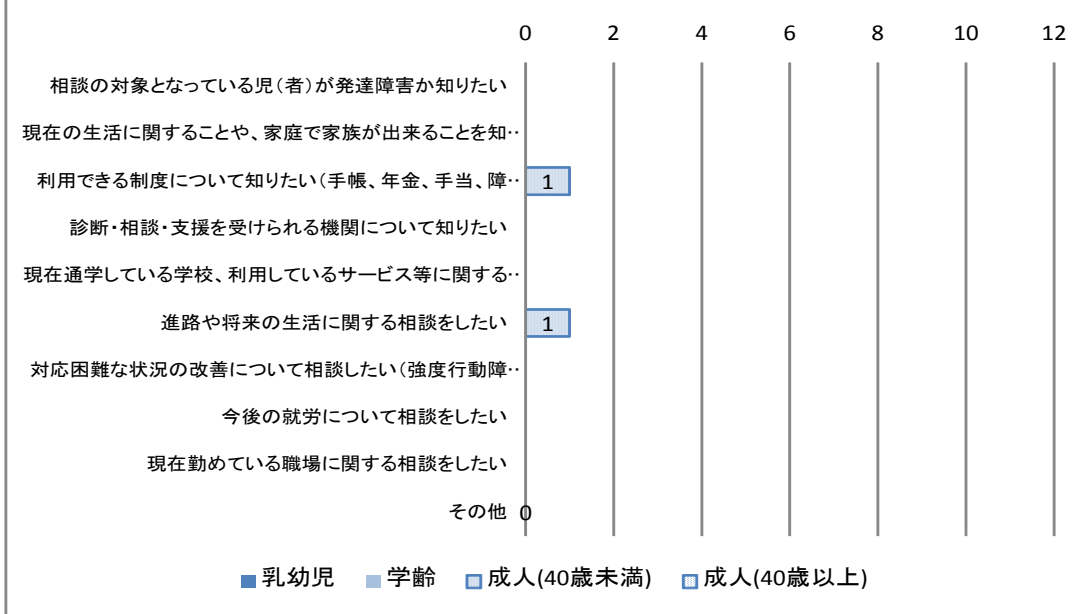 0 2 4 6 8 10 12
相談の対象となっている児(者)が発達障害か知りたい
現在の生活に関することや、家庭で家族が出来ることを知‥
利用できる制度について知りたい(手帳、年金、手当、障‥ 1
診断・相談・支援を受けられる機関について知りたい
現在通学している学校、利用しているサービス等に関する‥
進路や将来の生活に関する相談をしたい 1
対応困難な状況の改善について相談したい(強度行動障‥
今後の就労について相談をしたい
現在勤めている職場に関する相談をしたい
その他 0
乳幼児 学齢 成人(40歳未満) 成人(40歳以上)